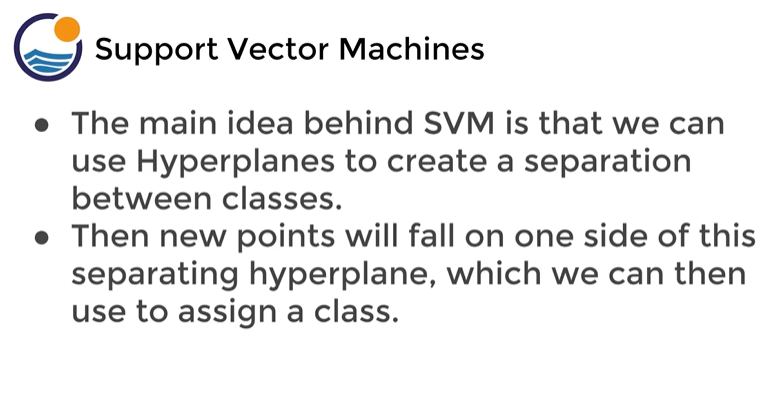 Support Vector Machines
● The main idea behind SVM is that we can
use Hyperplanes to create a separation
between classes.
● Then new points will fall on one side of this
separating hyperplane, which we can then
use to assign a class.